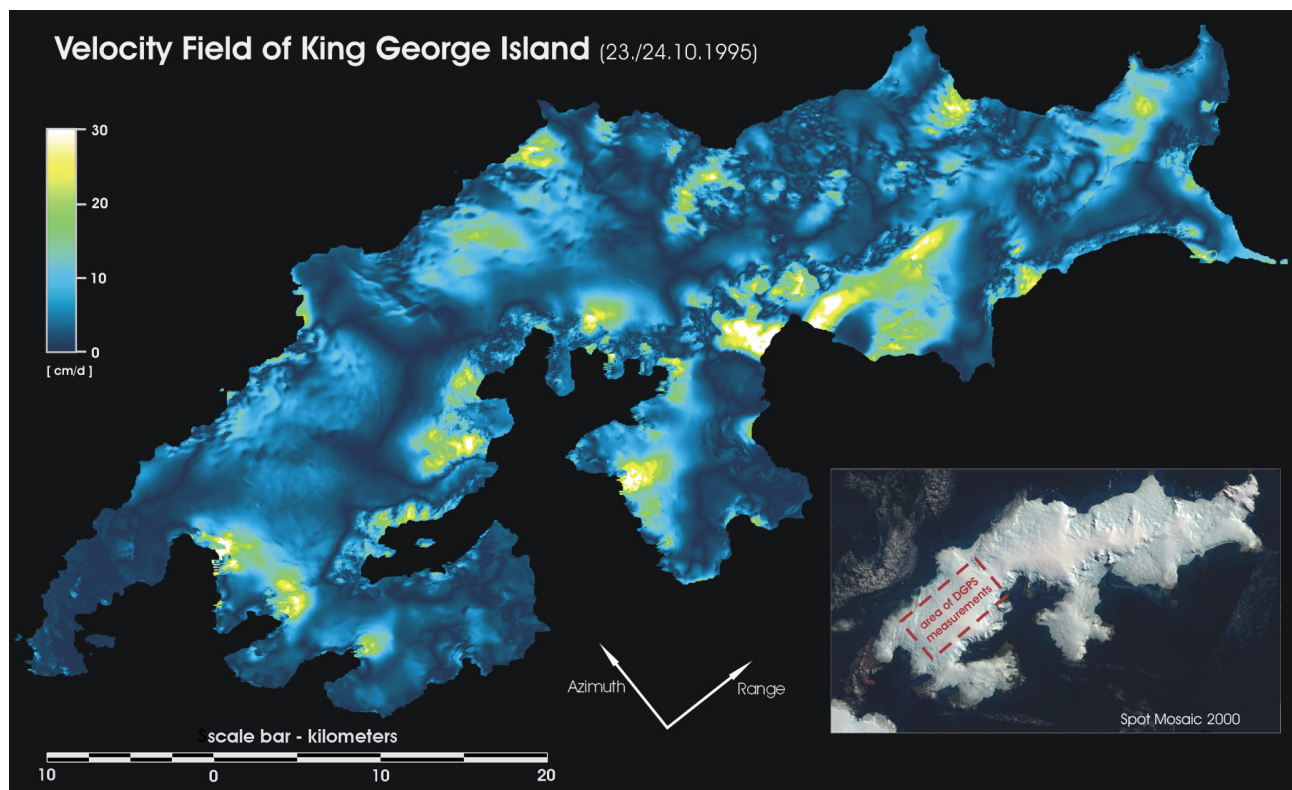 Velocity Field of King George Island (23./24.10.1995)
30
20
10
0
[ cm/d ]
area of DGPS
measurements
Azimuth
Range
Spot Mosaic 2000
scale bar - kilometers
10 0 10 20